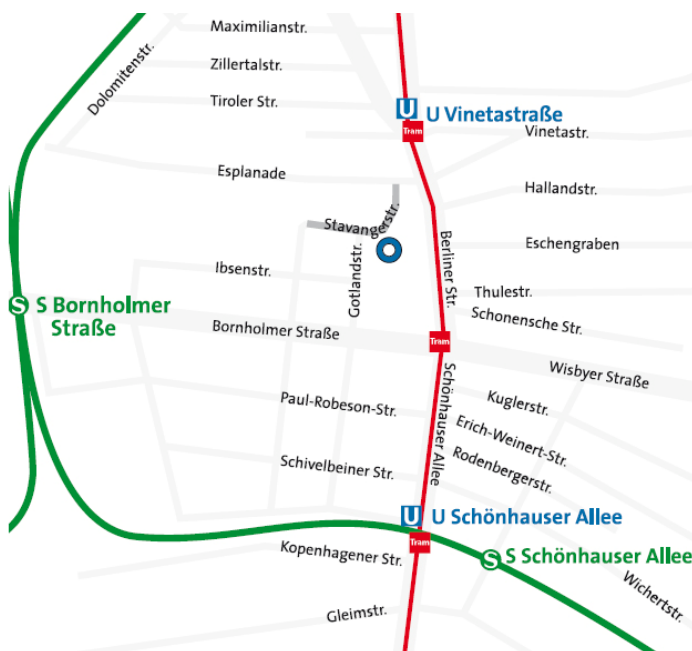 Maximilianstr.
Dolomitenstr.
Zillertalstr.
Tiroler Str.
U
U Vinetastraße
Tram
Vinetastr.
Esplanade
Hallandstr.
Stavangerstr.
Berliner Str.
Eschengraben
Gotlandstr.
Ibsenstr.
Thulestr.
S
S Bornholmer
Straße
Bornholmer Straße
Schonensche Str.
Tram
Wisbyer Straße
Schönhauser Allee
Paul-Robeson-Str.
Kuglerstr.
Erich-Weinert-Str.
Rodenbergerstr.
Schivelbeiner Str.
U
U Schönhauser Allee
Tram
Kopenhagener Str.
S
S Schönhauser Allee
Wichertstr.
Gleimstr.